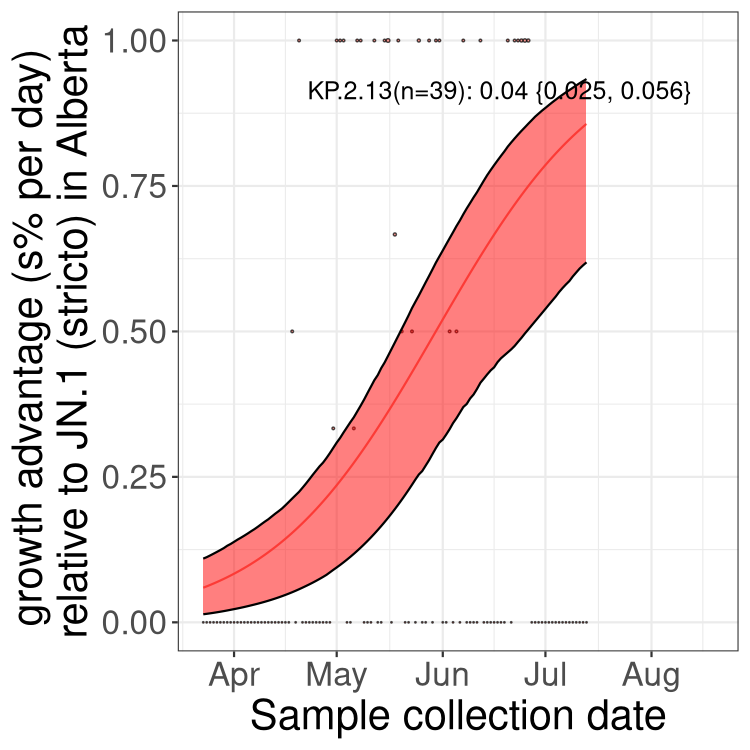 growth advantage (s% per day)
relative to JN.1 (stricto) in Alberta
1.00
0.75
0.50
0.25
0.00
KP.2.13(n=39): 0.04 {0.025, 0.056}
Apr May Jun Jul Aug
Sample collection date